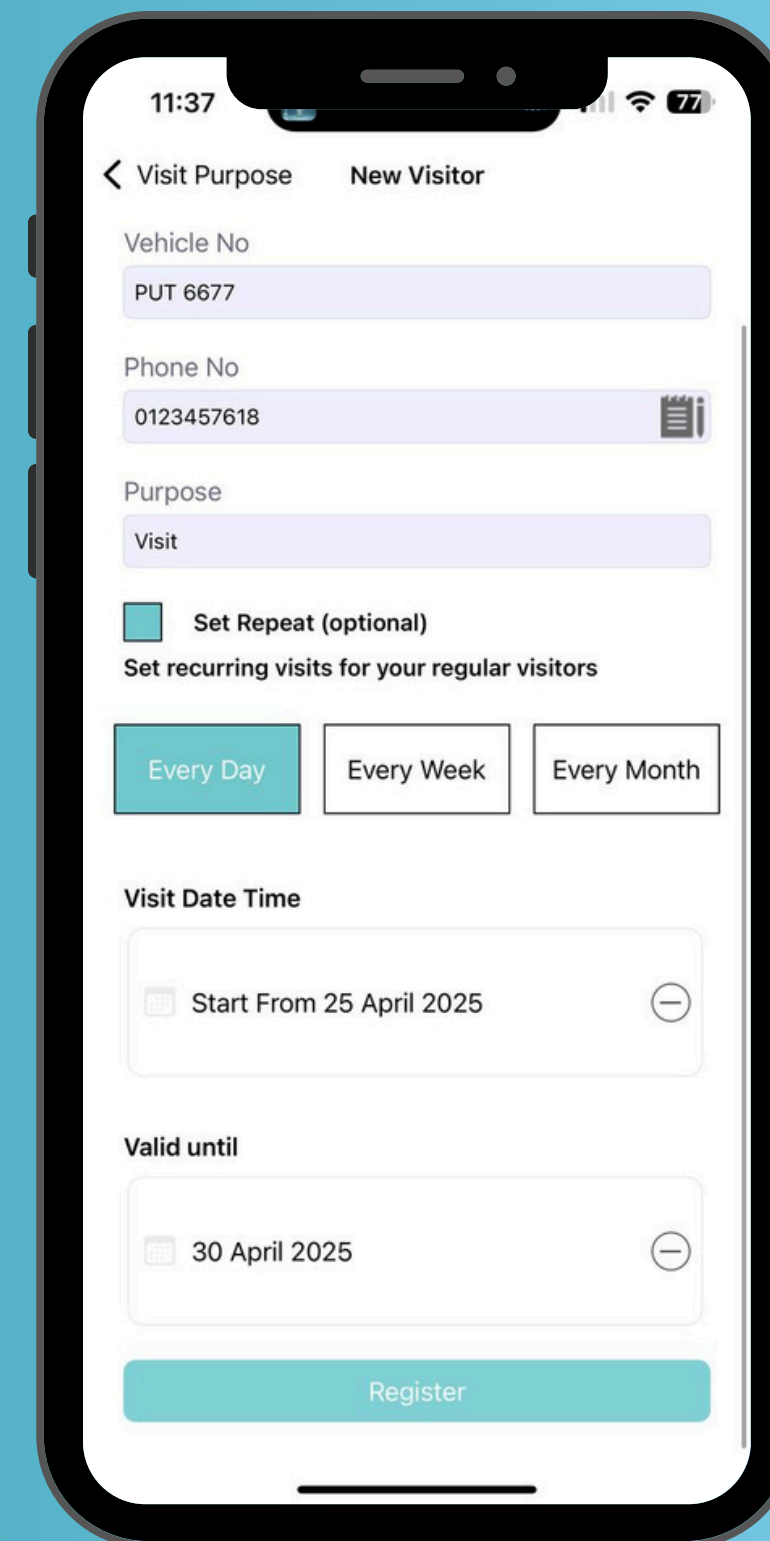 11:37
77
Visit Purpose
New Visitor
Vehicle No
PUT 6677
Phone No
0123457618
Purpose
Visit
Set Repeat (optional)
Set recurring visits for your regular visitors
Every Day
Every Week
Every Month
Visit Date Time
Start From 25 April 2025
Valid until
30 April 2025
Register